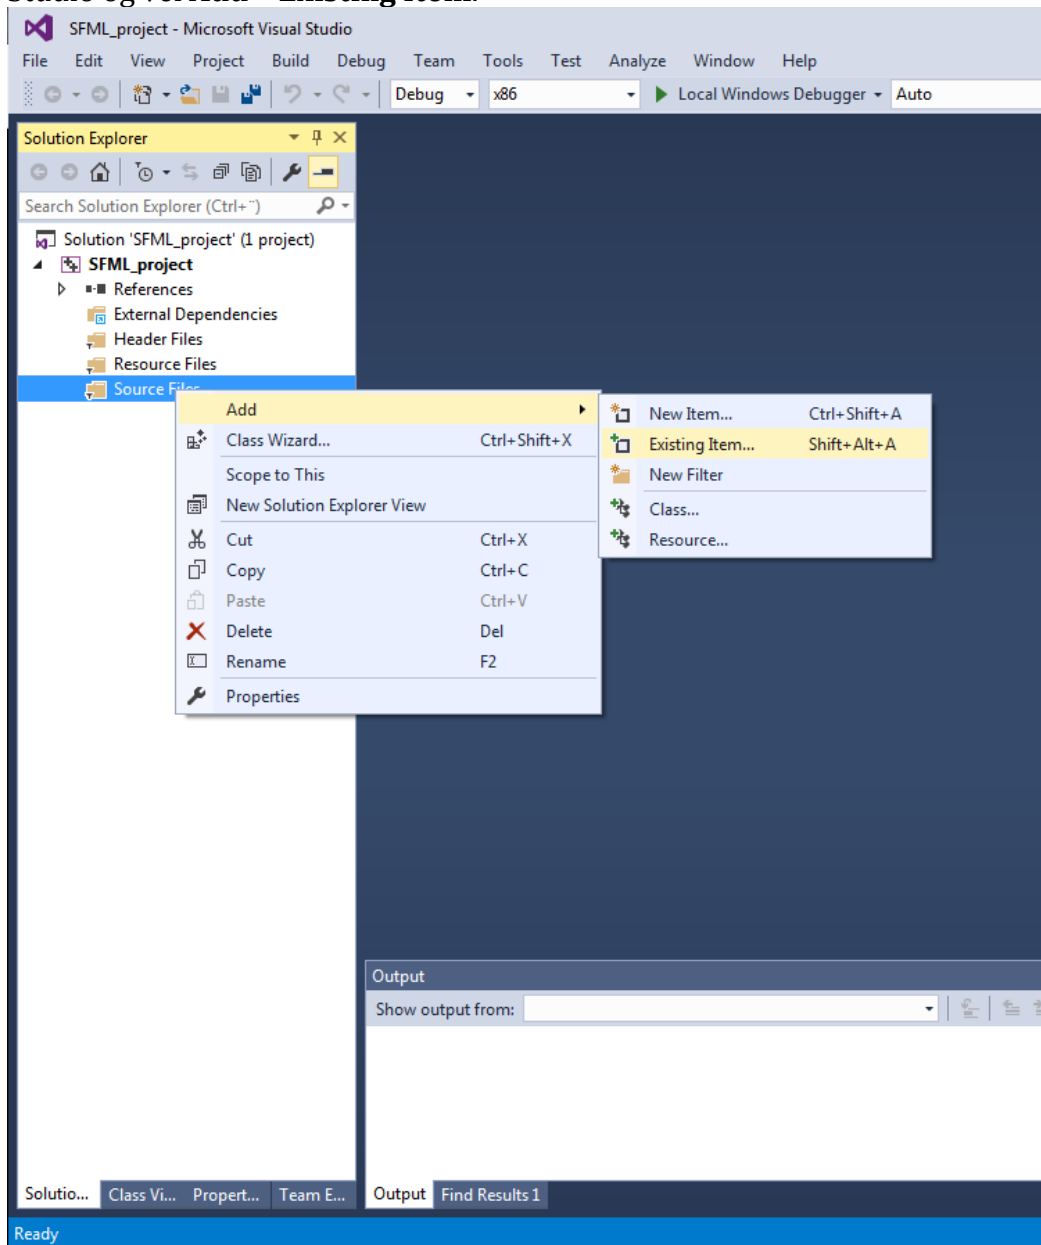 SFML_project - Microsoft Visual Studio
File Edit View Project Build Debug Team Tools Test Analyze Window Help
Debug x86 Local Windows Debugger Auto
Solution Explorer
Search Solution Explorer (Ctrl+¨)
Solution 'SFML_project' (1 project)
SFML_project
References
External Dependencies
Header Files
Resource Files
Source Files
Add
Class Wizard... Ctrl+Shift+X
Scope to This
New Solution Explorer View
Cut Ctrl+X
Copy Ctrl+C
Paste Ctrl+V
Delete Del
Rename F2
Properties
New Item... Ctrl+Shift+A
Existing Item... Shift+Alt+A
New Filter
Class...
Resource...
Output
Show output from:
Solutio... Class Vi... Propert... Team E...
Output Find Results 1
Ready